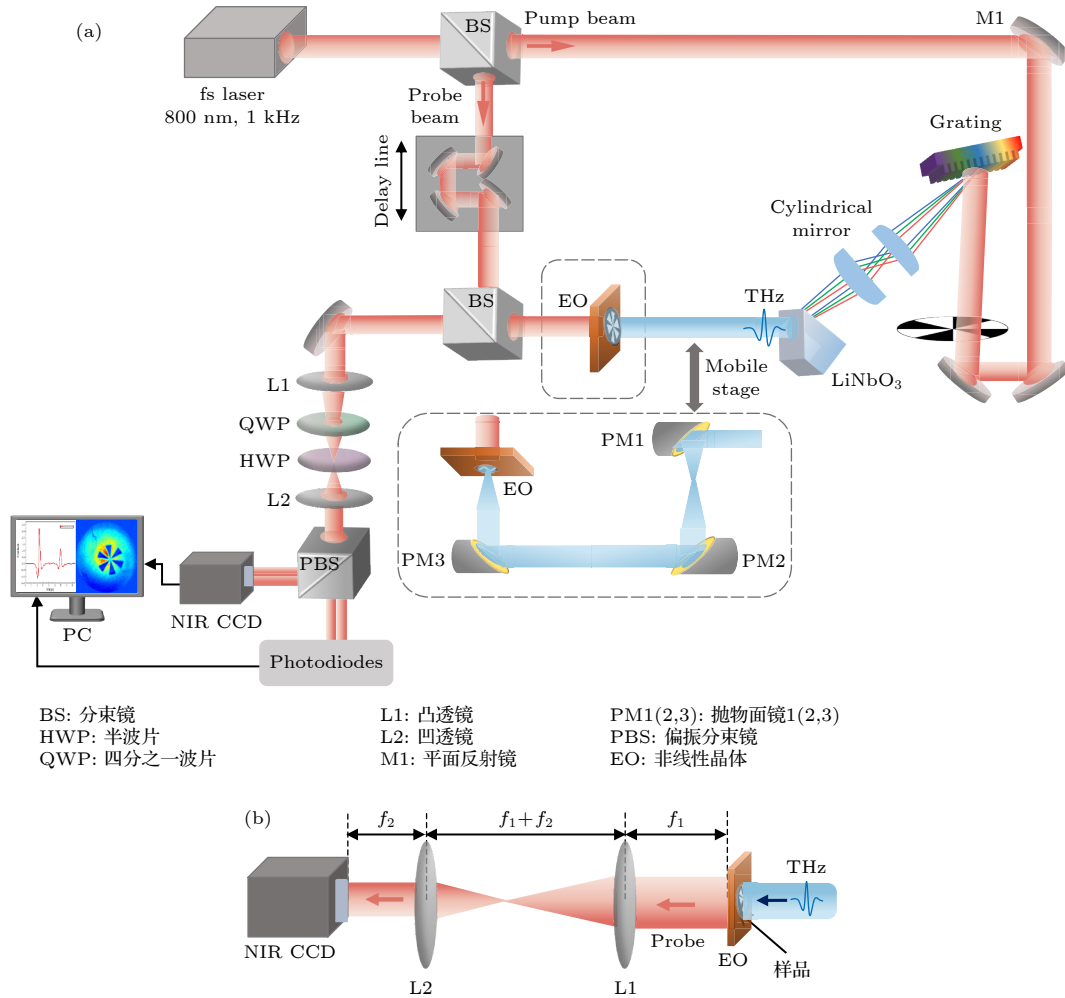 (a)
BS
Pump beam
M1
fs laser
800 nm, 1 kHz
Probe
beam
Delay line
Grating
Cylindrical
mirror
BS
EO
THz
LiNbO₃
Mobile
stage
L1
QWP
HWP
L2
PM1
EO
PM3
PM2
PBS
NIR CCD
PC
Photodiodes
BS: 分束镜
HWP: 半波片
QWP: 四分之一波片
L1: 凸透镜
L2: 凹透镜
M1: 平面反射镜
PM1(2,3): 抛物面镜1(2,3)
PBS: 偏振分束镜
EO: 非线性晶体
(b)
f₂
f₁+f₂
f₁
THz
NIR CCD
Probe
EO
样品
L2
L1